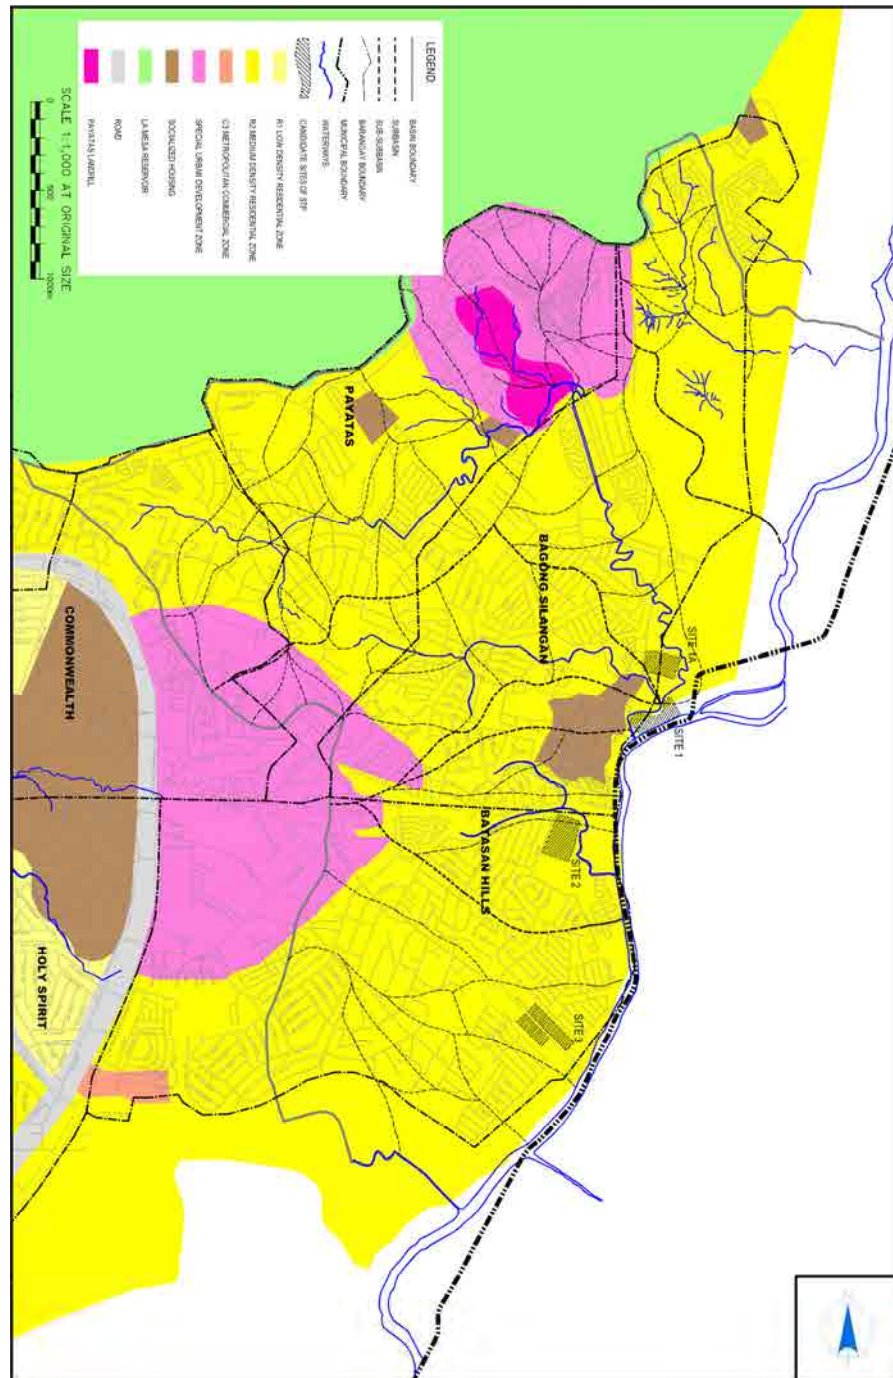 LEGEND:
BASIN BOUNDARY
SUBBASIN
SUB-SUBBASIN
BARANGAY BOUNDARY
MUNICIPAL BOUNDARY
WATERWAYS
CANDIDATE SITES OF STP
R1 LOW DENSITY RESIDENTIAL ZONE
R2 MEDIUM DENSITY RESIDENTIAL ZONE
C3 METROPOLITAN COMMERCIAL ZONE
SPECIAL URBAN DEVELOPMENT ZONE
SOCIALIZED HOUSING
LA MESA RESERVOIR
ROAD
PAYATAS LANDFILL
SCALE 1:1,000 AT ORIGINAL SIZE
0 500 1000m
PAYATAS
BAGONG SILANGAN
SITE 1A
SITE 1
COMMONWEALTH
BATASAN HILLS
SITE 2
HOLY SPIRIT
SITE 3
N